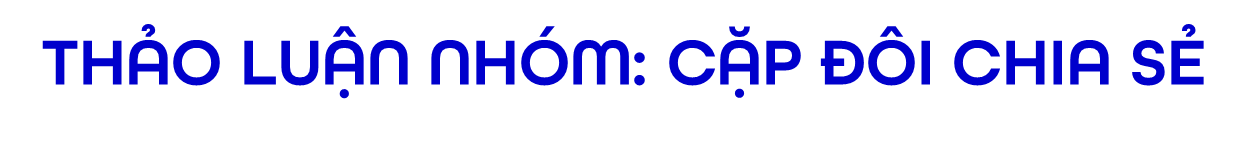 THẢO LUẬN NHÓM: CẶP ĐÔI CHIA SẺ